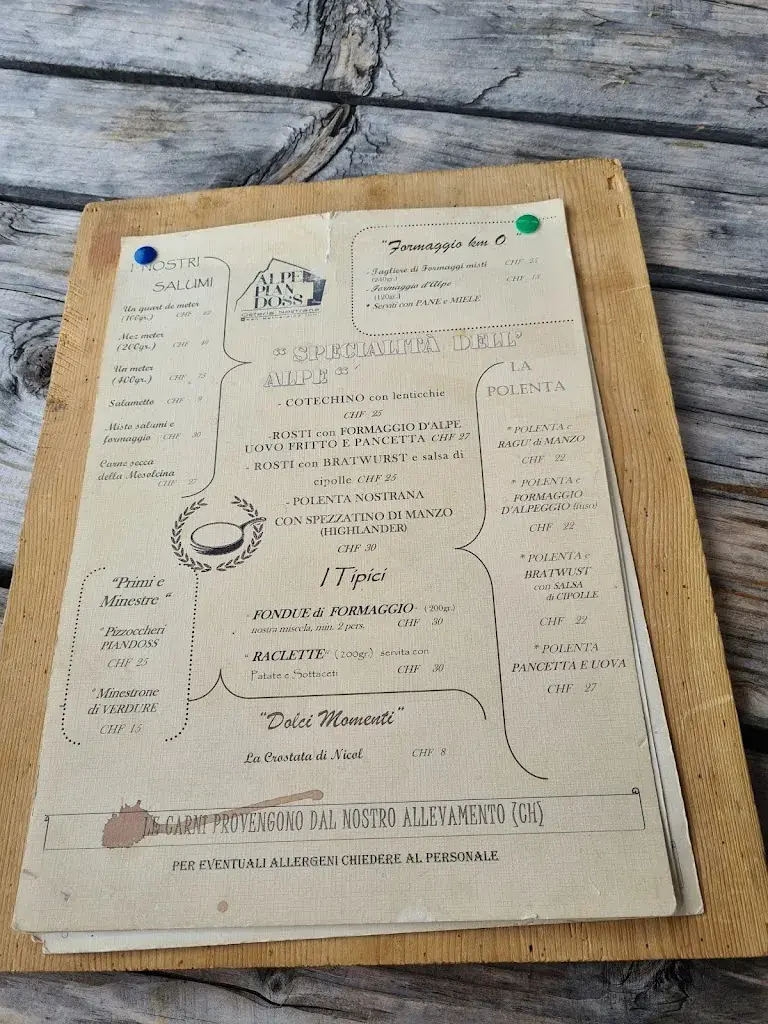 I NOSTRI
SALUMI
Un quart de meter
(100gr.) CHF
Mez meter
(200gr.) CHF
Un meter
(400gr.) CHF 75
Salametto CHF
Misto salumi e
formaggio CHF 30
Carne secca
della Mesolcina
CHF 27
ALPE
PIAN
DOSS
Osteria Nostrana
"Formaggio km 0"
- Tagliere di Formaggi misti CHF
- Formaggio d'Alpe CHF
* Serviti con PANE e MIELE
" SPECIALITÀ DELL'
ALPE "
- COTECHINO con lenticchie
CHF 25
-ROSTI con FORMAGGIO D'ALPE
UOVO FRITTO E PANCETTA CHF 27
- ROSTI con BRATWURST e salsa di
cipolle CHF 25
- POLENTA NOSTRANA
CON SPEZZATINO DI MANZO
(HIGHLANDER)
CHF 30
I Tipici
" FONDUE di FORMAGGIO" (200gr.)
nostra miscela, min. 2 pers. CHF 30
" RACLETTE" (200gr.) servita con
Patate e Sottaceti CHF 30
LA
POLENTA
* POLENTA e
RAGU' di MANZO
CHF 22
* POLENTA e
FORMAGGIO
D'ALPEGGIO (fuso)
CHF 22
* POLENTA e
BRATWUST
con SALSA
di CIPOLLE
CHF 22
* POLENTA
PANCETTA E UOVA
CHF 27
"Primi e
Minestre "
* Pizzoccheri
PIANDOSS
CHF 25
* Minestrone
di VERDURE
CHF 15
"Dolci Momenti"
La Crostata di Nicol CHF 8
LE CARNI PROVENGONO DAL NOSTRO ALLEVAMENTO (CH)
PER EVENTUALI ALLERGENI CHIEDERE AL PERSONALE